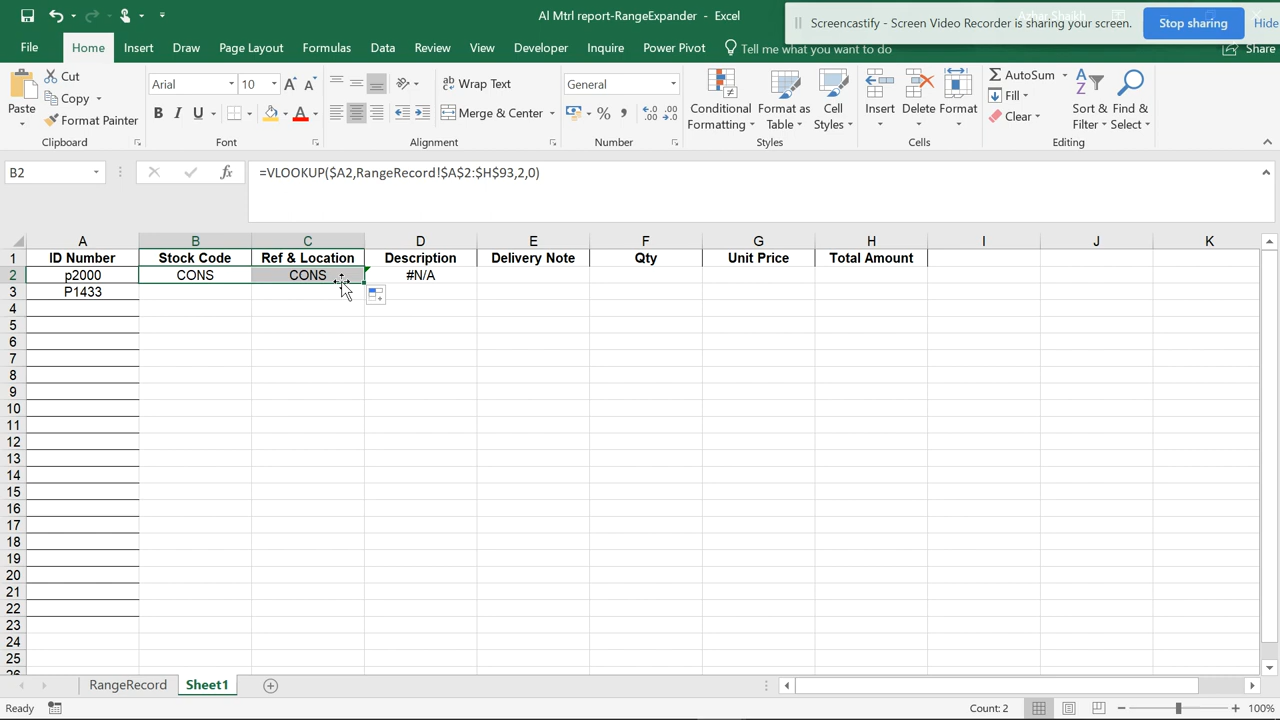 Al Mtrl report-RangeExpander - Excel
Screencastify - Screen Video Recorder is sharing your screen.
Stop sharing
Hide
File Home Insert Draw Page Layout Formulas Data Review View Developer Inquire Power Pivot Tell me what you want to do Share
Paste
Cut
Copy
Format Painter
Clipboard
Arial 10
B I U A
Font
Wrap Text
Merge & Center
Alignment
General
% ,
Number
Conditional Formatting
Format as Table
Cell Styles
Styles
Insert Delete Format
Cells
AutoSum
Fill
Clear
Sort & Filter
Find & Select
Editing
B2 fx =VLOOKUP($A2,RangeRecord!$A$2:$H$93,2,0)
A B C D E F G H I J K
1 ID Number Stock Code Ref & Location Description Delivery Note Qty Unit Price Total Amount
2 p2000 CONS CONS #N/A
3 P1433
4
5
6
7
8
9
10
11
12
13
14
15
16
17
18
19
20
21
22
23
24
25
26
RangeRecord Sheet1
Ready Count: 2 100%